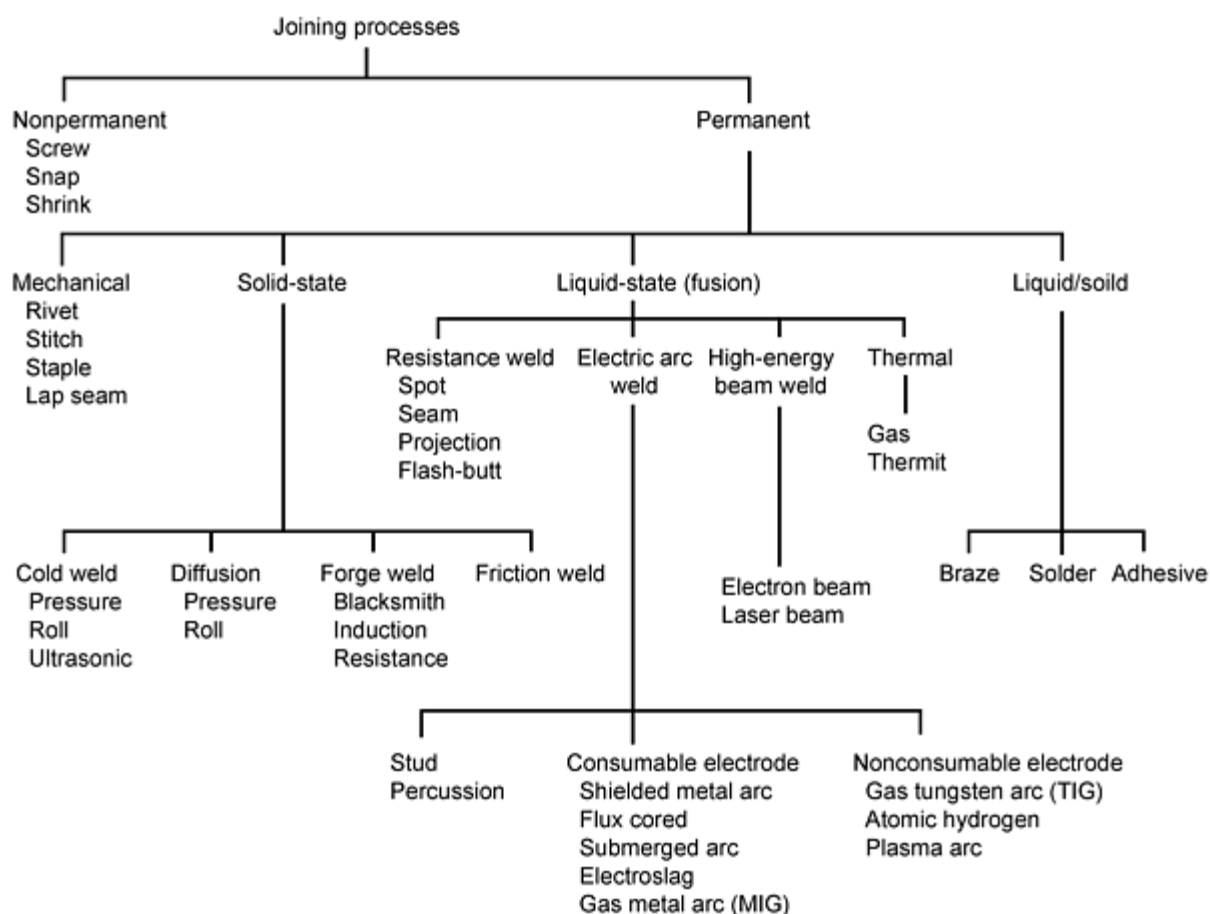 Joining processes
Nonpermanent
Screw
Snap
Shrink
Permanent
Mechanical
Rivet
Stitch
Staple
Lap seam
Solid-state
Liquid-state (fusion)
Liquid/soild
Resistance weld
Spot
Seam
Projection
Flash-butt
Electric arc
weld
High-energy
beam weld
Thermal
Gas
Thermit
Cold weld
Pressure
Roll
Ultrasonic
Diffusion
Pressure
Roll
Forge weld
Blacksmith
Induction
Resistance
Friction weld
Electron beam
Laser beam
Braze
Solder
Adhesive
Stud
Percussion
Consumable electrode
Shielded metal arc
Flux cored
Submerged arc
Electroslag
Gas metal arc (MIG)
Nonconsumable electrode
Gas tungsten arc (TIG)
Atomic hydrogen
Plasma arc